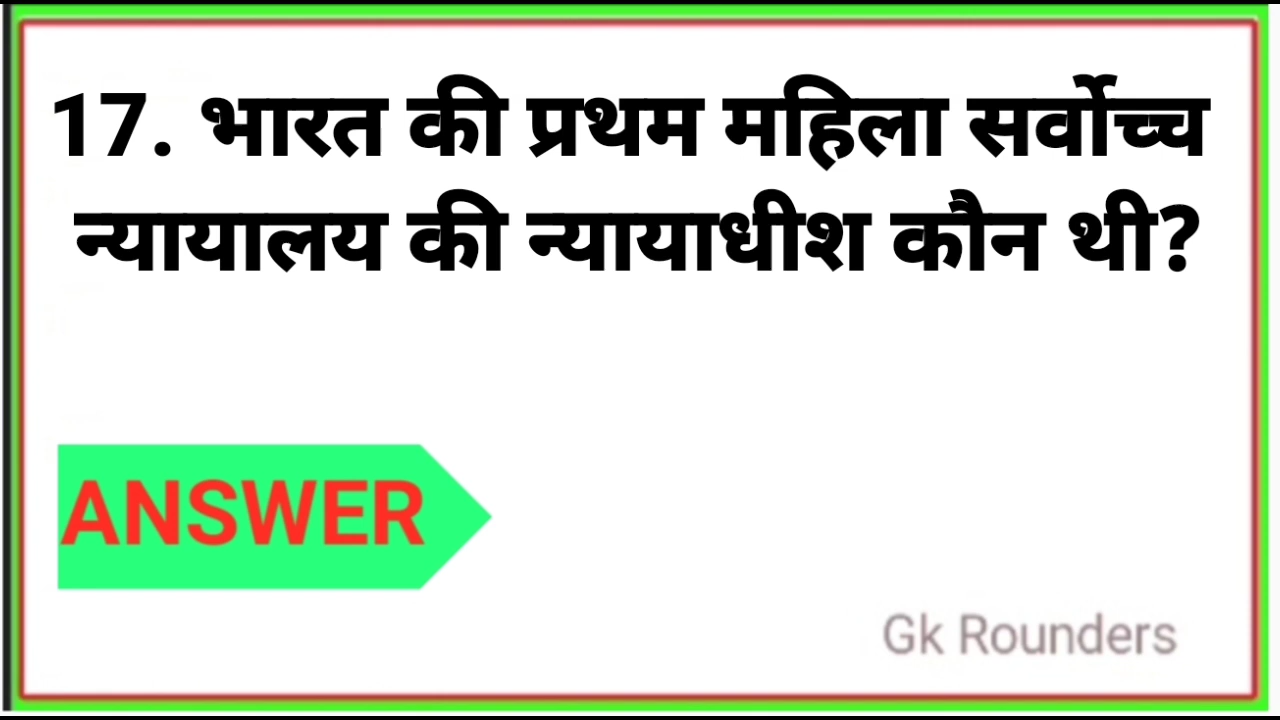 17. भारत की प्रथम महिला सर्वोच्च
न्यायालय की न्यायाधीश कौन थी?
ANSWER
Gk Rounders